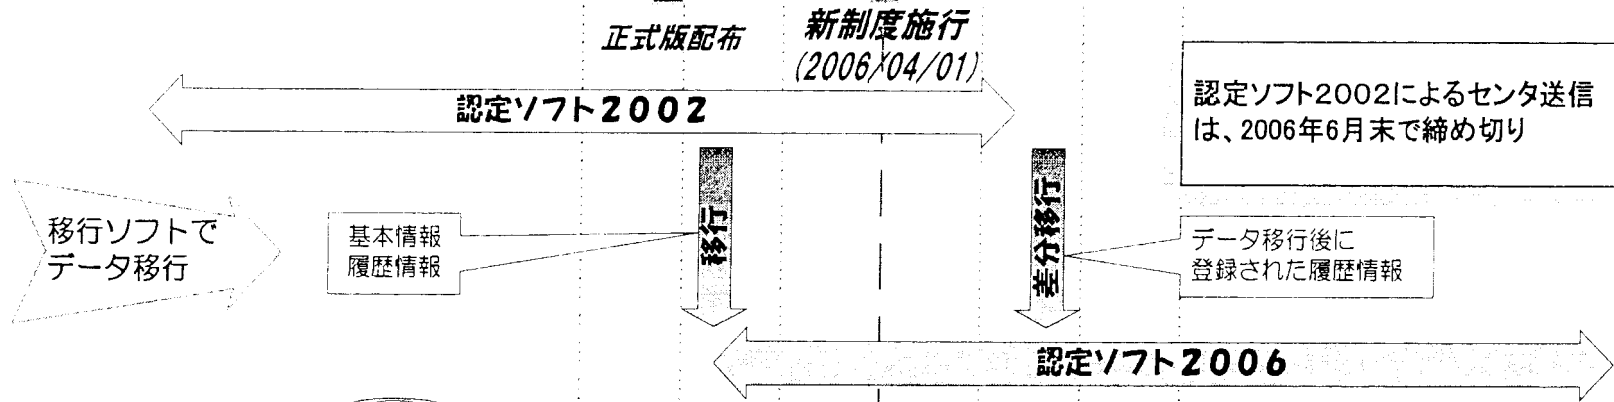 正式版配布
新制度施行
(2006/04/01)
認定ソフト2002
認定ソフト2002によるセンタ送信
は、2006年6月末で締め切り
移行ソフトで
データ移行
基本情報
履歴情報
移行
差分移行
データ移行後に
登録された履歴情報
認定ソフト2006